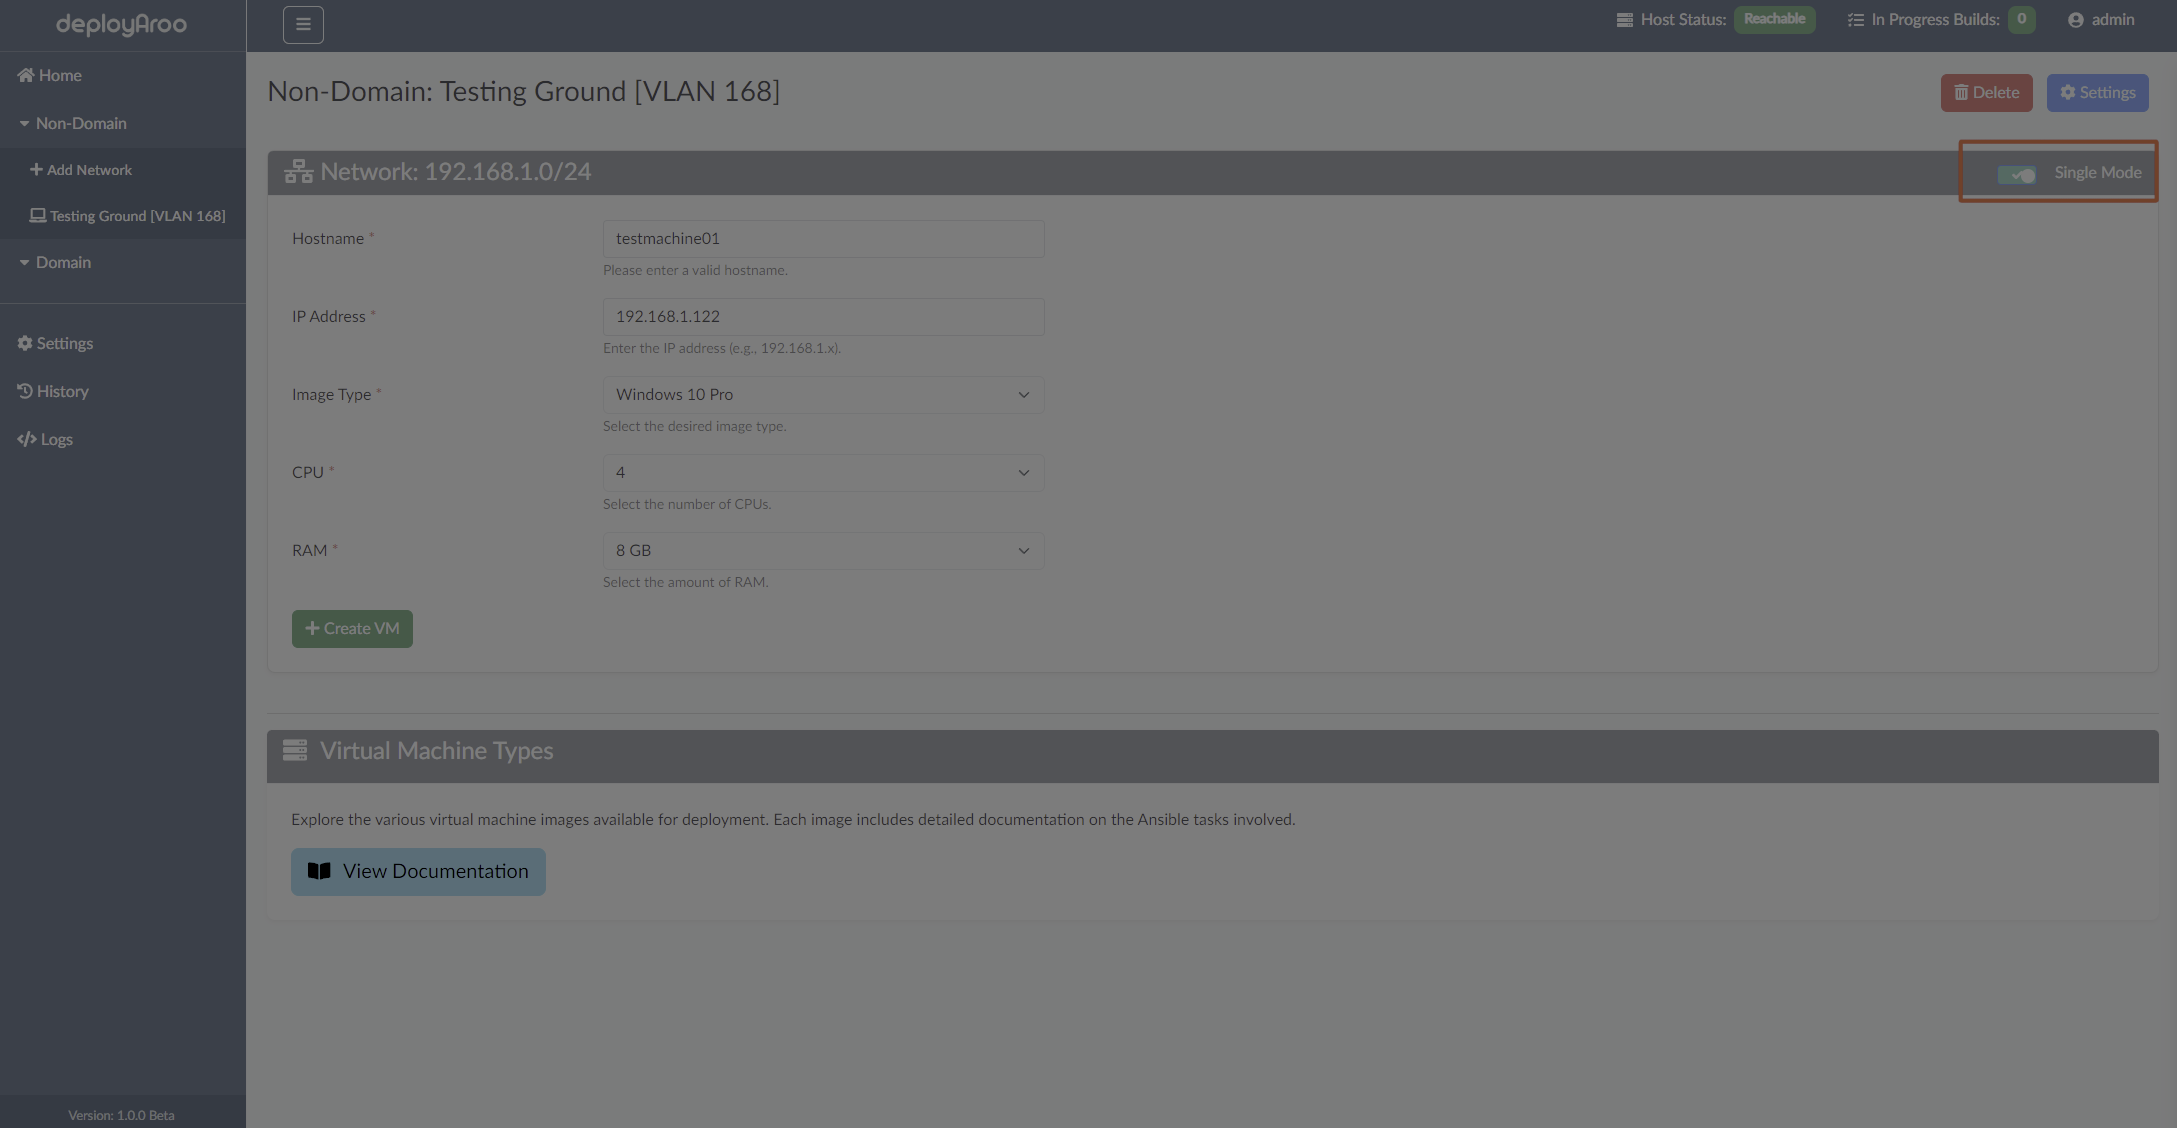 deployAroo
Host Status: Reachable
In Progress Builds: 0
admin
Home
Non-Domain
Add Network
Testing Ground [VLAN 168]
Domain
Settings
History
Logs
Version: 1.0.0 Beta
Non-Domain: Testing Ground [VLAN 168]
Delete
Settings
Network: 192.168.1.0/24
Single Mode
Hostname *
testmachine01
Please enter a valid hostname.
IP Address *
192.168.1.122
Enter the IP address (e.g., 192.168.1.x).
Image Type *
Windows 10 Pro
Select the desired image type.
CPU *
4
Select the number of CPUs.
RAM *
8 GB
Select the amount of RAM.
Create VM
Virtual Machine Types
Explore the various virtual machine images available for deployment. Each image includes detailed documentation on the Ansible tasks involved.
View Documentation